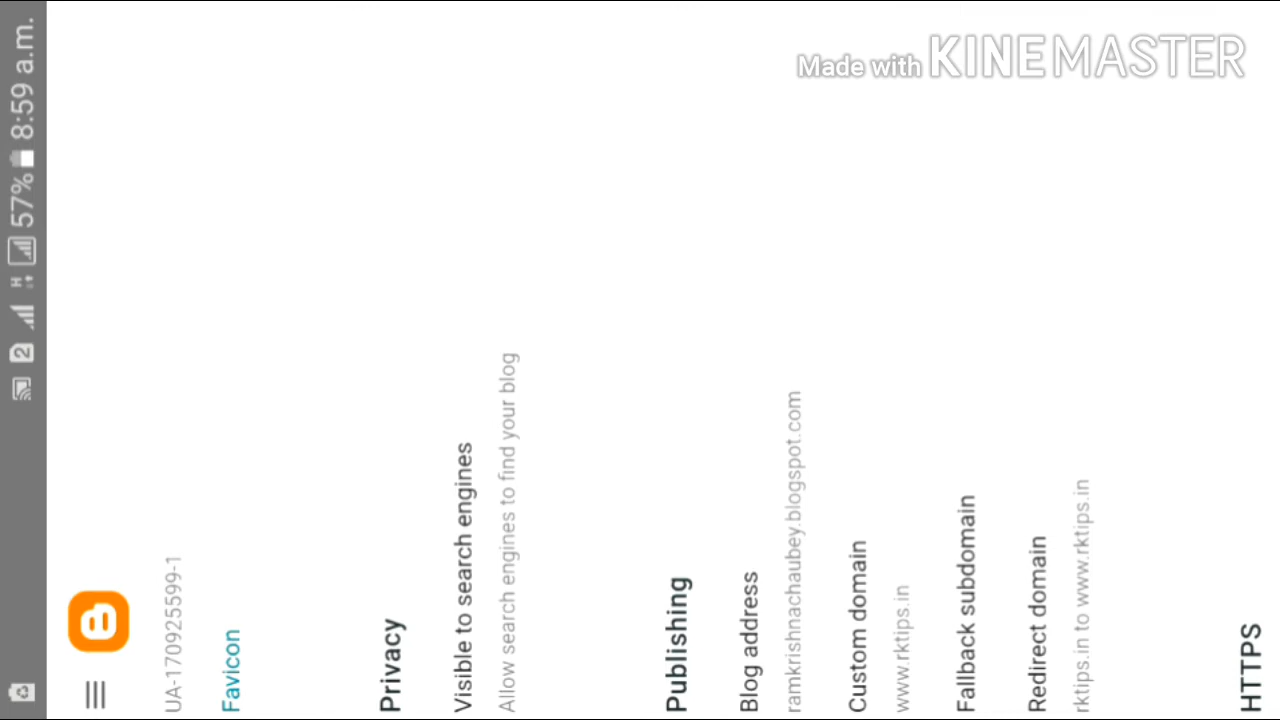 Made with KINEMASTER
2 H 57% 8:59 a.m.
UA-170925599-1
Favicon
Privacy
Visible to search engines
Allow search engines to find your blog
Publishing
Blog address
ramkrishnachaubey.blogspot.com
Custom domain
www.rktips.in
Fallback subdomain
Redirect domain
rktips.in to www.rktips.in
HTTPS